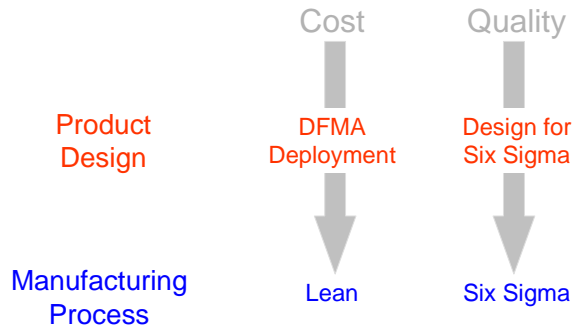 Cost Quality
Product
Design
DFMA
Deployment
Design for
Six Sigma
Manufacturing
Process
Lean
Six Sigma